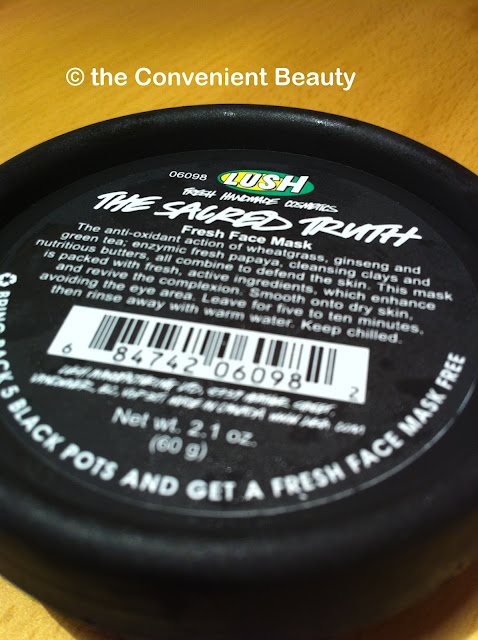 © the Convenient Beauty
06098 LUSH
FRESH HANDMADE COSMETICS
THE SACRED TRUTH
Fresh Face Mask
The anti-oxidant action of wheatgrass, ginseng and
green tea; enzymic fresh papaya, cleansing clays and
nutritious butters, all combine to defend the skin. This mask
is packed with fresh, active ingredients, which enhance
and revive the complexion. Smooth onto dry skin,
avoiding the eye area. Leave for five to ten minutes,
then rinse away with warm water. Keep chilled.
6 84742 06098 2
Net wt. 2.1 oz.
(60 g)
BRING BACK 5 BLACK POTS AND GET A FRESH FACE MASK FREE